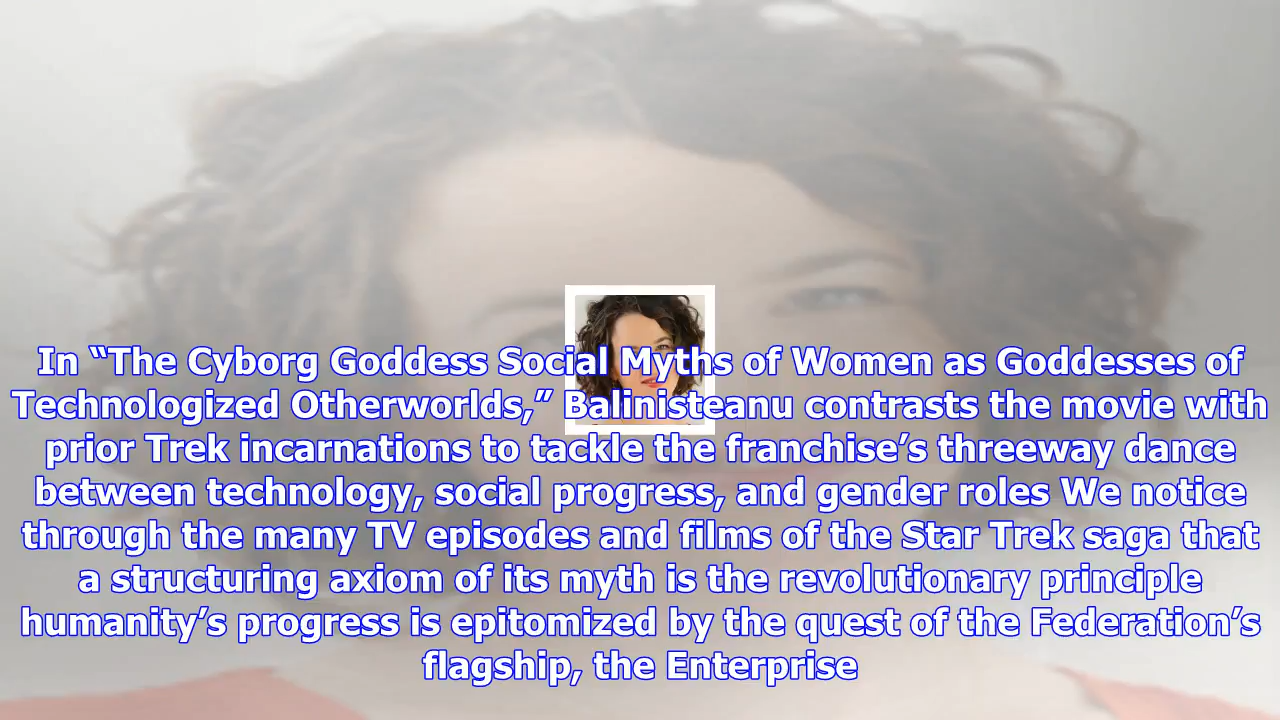 In “The Cyborg Goddess Social Myths of Women as Goddesses of
Technologized Otherworlds,” Balinisteanu contrasts the movie with
prior Trek incarnations to tackle the franchise’s threeway dance
between technology, social progress, and gender roles We notice
through the many TV episodes and films of the Star Trek saga that
a structuring axiom of its myth is the revolutionary principle
humanity’s progress is epitomized by the quest of the Federation’s
flagship, the Enterprise